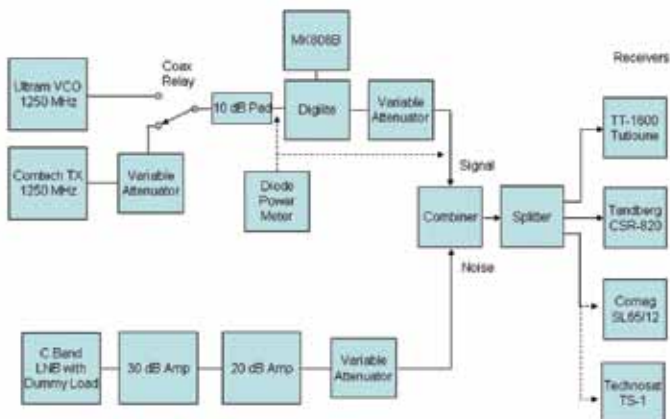 MK808B
Receivers
Coax
Relay
Ultram VCO
1250 MHz
10 dB Pad
Digilite
Variable
Attenuator
TT-1600
Tutioune
Comtech TX
1250 MHz
Variable
Attenuator
Signal
Diode
Power
Meter
Combiner
Splitter
Tandberg
CSR-820
Noise
Comag
SL65/12
C Band
LNB with
Dummy Load
30 dB Amp
20 dB Amp
Variable
Attenuator
Technosat
TS-1